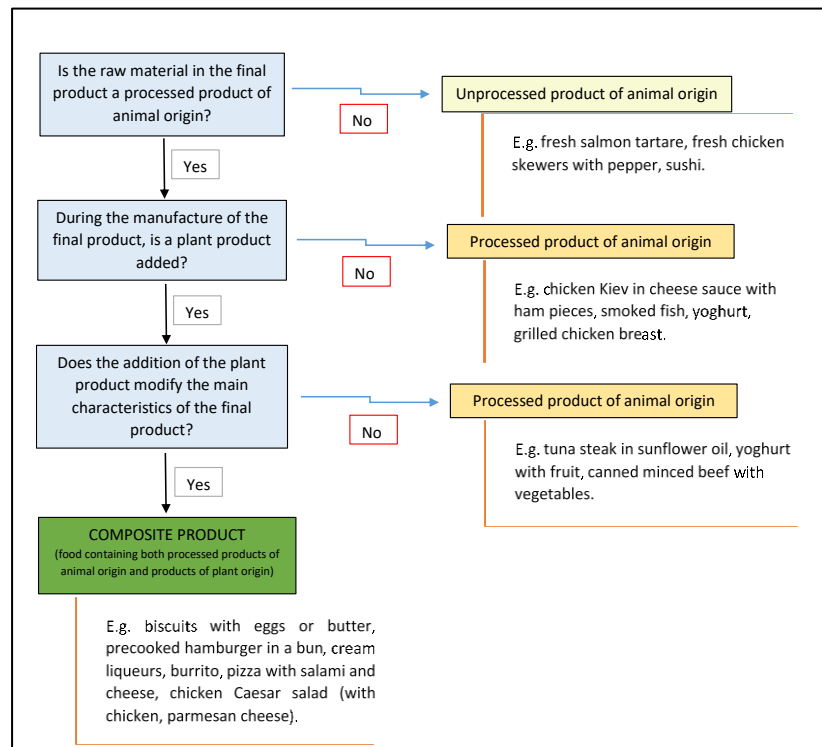 Is the raw material in the final
product a processed product of
animal origin?
No
Unprocessed product of animal origin
E.g. fresh salmon tartare, fresh chicken
skewers with pepper, sushi.
Yes
During the manufacture of the
final product, is a plant product
added?
No
Processed product of animal origin
E.g. chicken Kiev in cheese sauce with
ham pieces, smoked fish, yoghurt,
grilled chicken breast.
Yes
Does the addition of the plant
product modify the main
characteristics of the final
product?
No
Processed product of animal origin
E.g. tuna steak in sunflower oil, yoghurt
with fruit, canned minced beef with
vegetables.
Yes
COMPOSITE PRODUCT
(food containing both processed products of
animal origin and products of plant origin)
E.g. biscuits with eggs or butter,
precooked hamburger in a bun, cream
liqueurs, burrito, pizza with salami and
cheese, chicken Caesar salad (with
chicken, parmesan cheese).